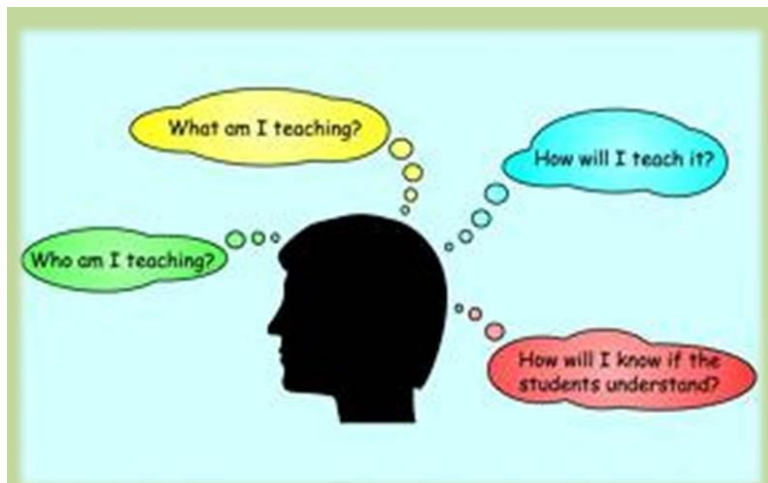 What am I teaching?
How will I teach it?
Who am I teaching?
How will I know if the
students understand?